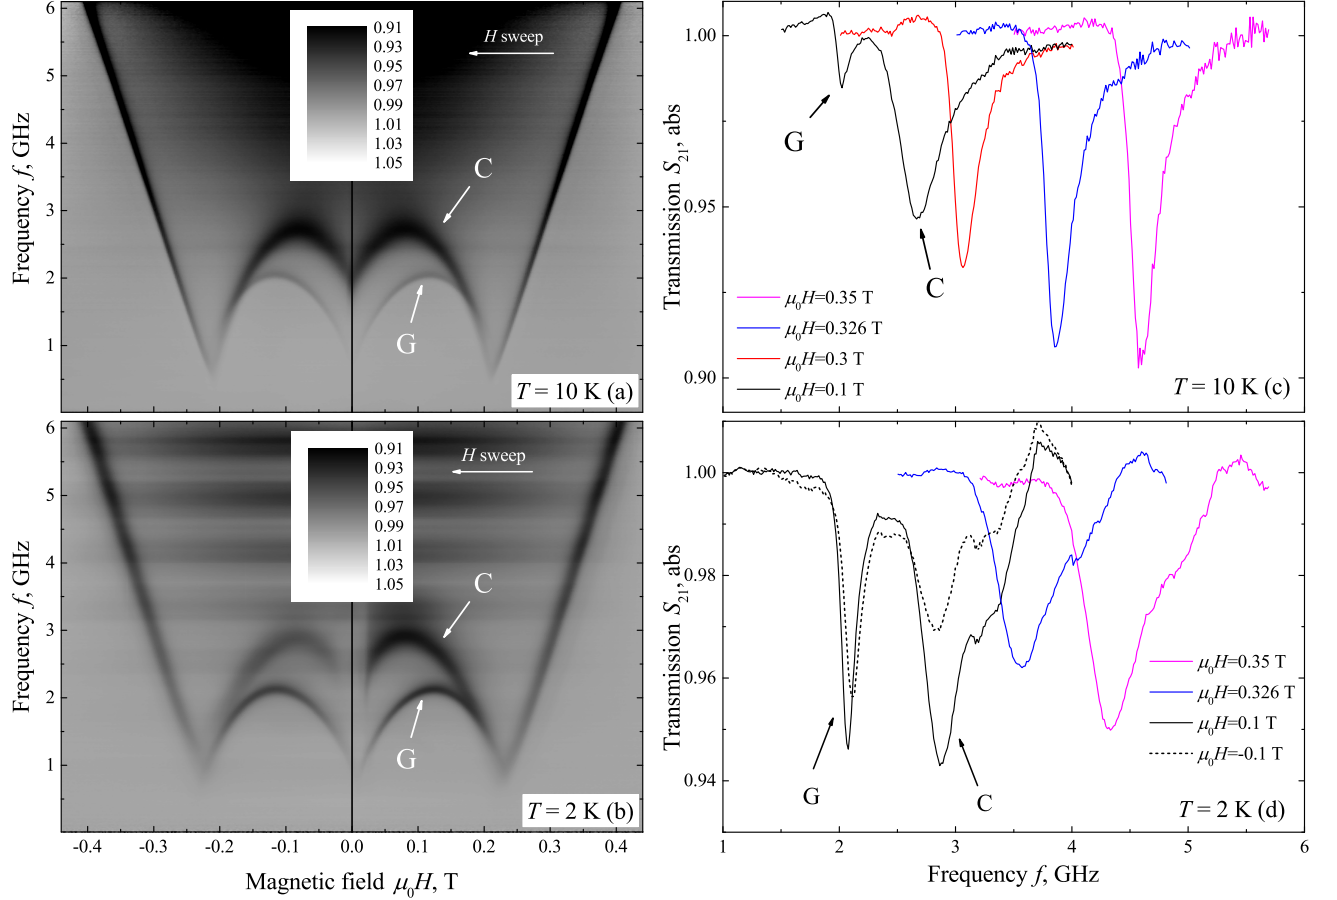 6
5
4
3
2
1
Frequency f, GHz
0.91
0.93
0.95
0.97
0.99
1.01
1.03
1.05
H sweep
C
G
T = 10 K (a)
6
5
4
3
2
1
Frequency f, GHz
0.91
0.93
0.95
0.97
0.99
1.01
1.03
1.05
H sweep
C
G
T = 2 K (b)
-0.4 -0.3 -0.2 -0.1 0.0 0.1 0.2 0.3 0.4
Magnetic field μ₀H, T
1.00
0.95
0.90
Transmission S₂₁, abs
G
C
μ₀H=0.35 T
μ₀H=0.326 T
μ₀H=0.3 T
μ₀H=0.1 T
T = 10 K (c)
1.00
0.98
0.96
0.94
Transmission S₂₁, abs
G
C
μ₀H=0.35 T
μ₀H=0.326 T
μ₀H=0.1 T
μ₀H=-0.1 T
T = 2 K (d)
1 2 3 4 5 6
Frequency f, GHz